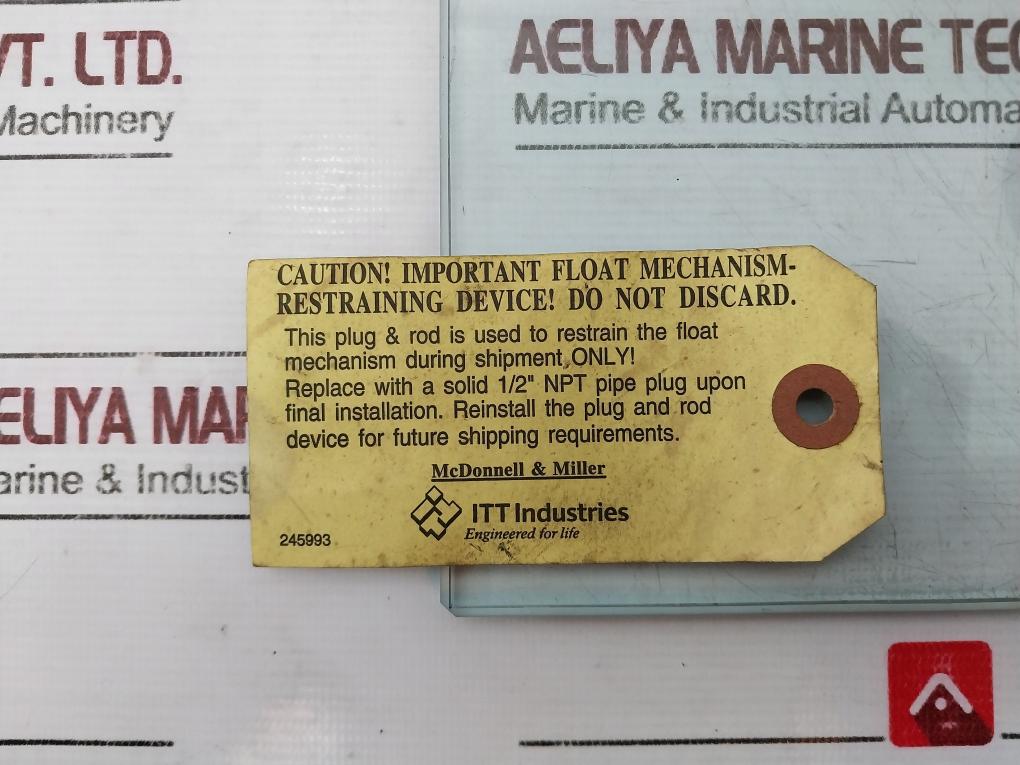 VT. LTD.
Machinery
AELIYA MARINE TEC
Marine & Industrial Automa
CAUTION! IMPORTANT FLOAT MECHANISM-
RESTRAINING DEVICE! DO NOT DISCARD.
This plug & rod is used to restrain the float
mechanism during shipment ONLY!
Replace with a solid 1/2" NPT pipe plug upon
final installation. Reinstall the plug and rod
device for future shipping requirements.
McDonnell & Miller
ITT Industries
Engineered for life
245993
ELIYA MAR
arine & Indust